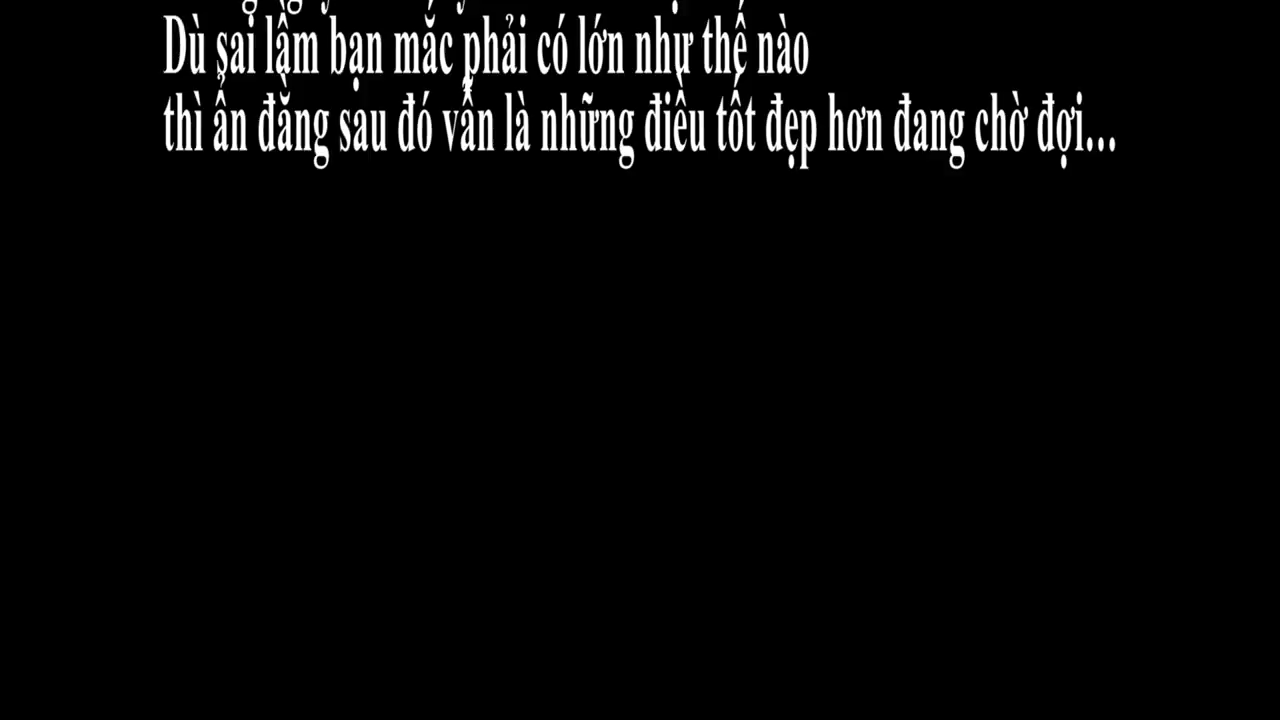 Dù sai lầm bạn mắc phải có lớn như thế nào
thì ẩn đằng sau đó vẫn là những điều tốt đẹp hơn đang chờ đợi...